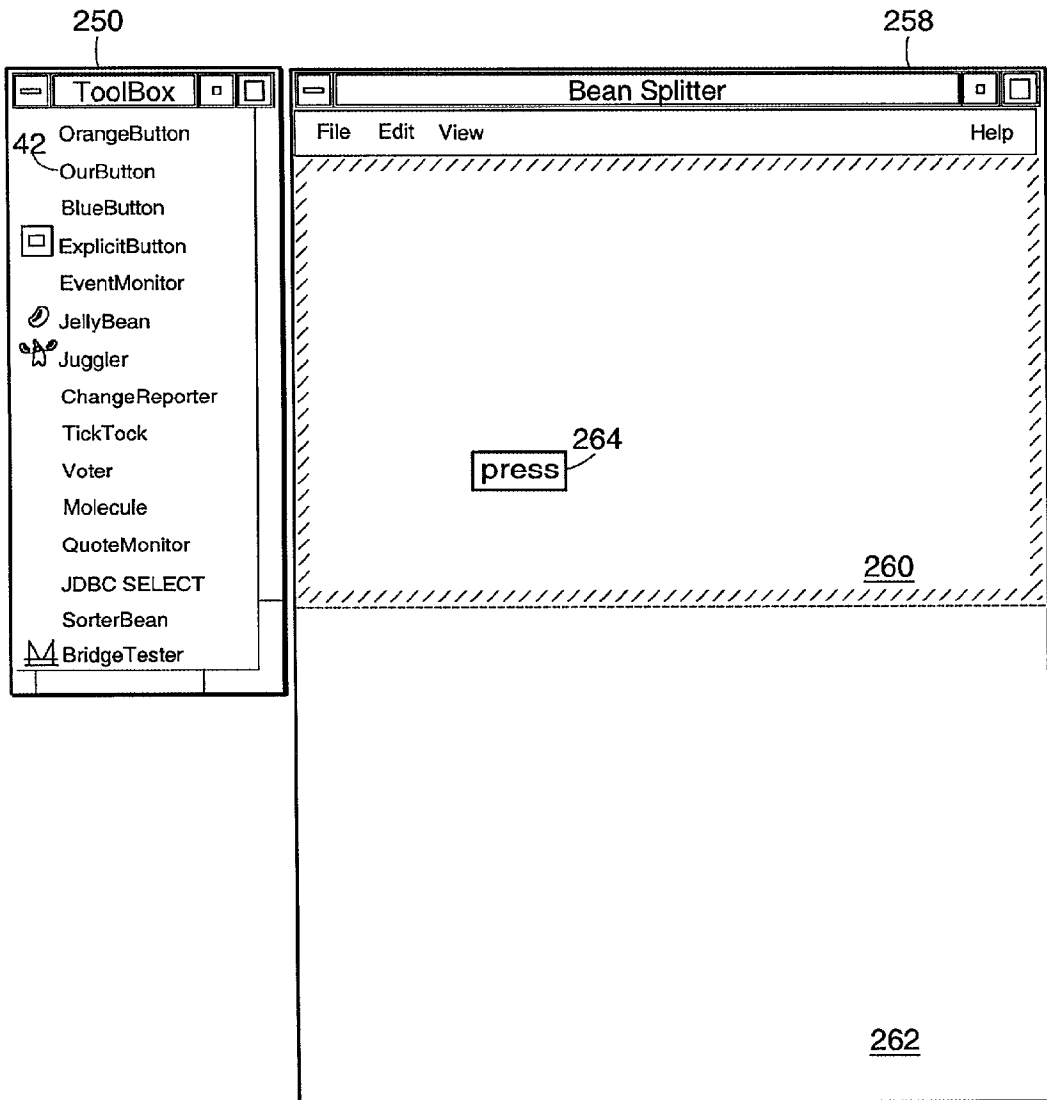 250
258
ToolBox
Bean Splitter
File Edit View Help
OrangeButton
42
OurButton
BlueButton
ExplicitButton
EventMonitor
JellyBean
Juggler
ChangeReporter
TickTock
Voter
Molecule
QuoteMonitor
JDBC SELECT
SorterBean
BridgeTester
264
press
260
262